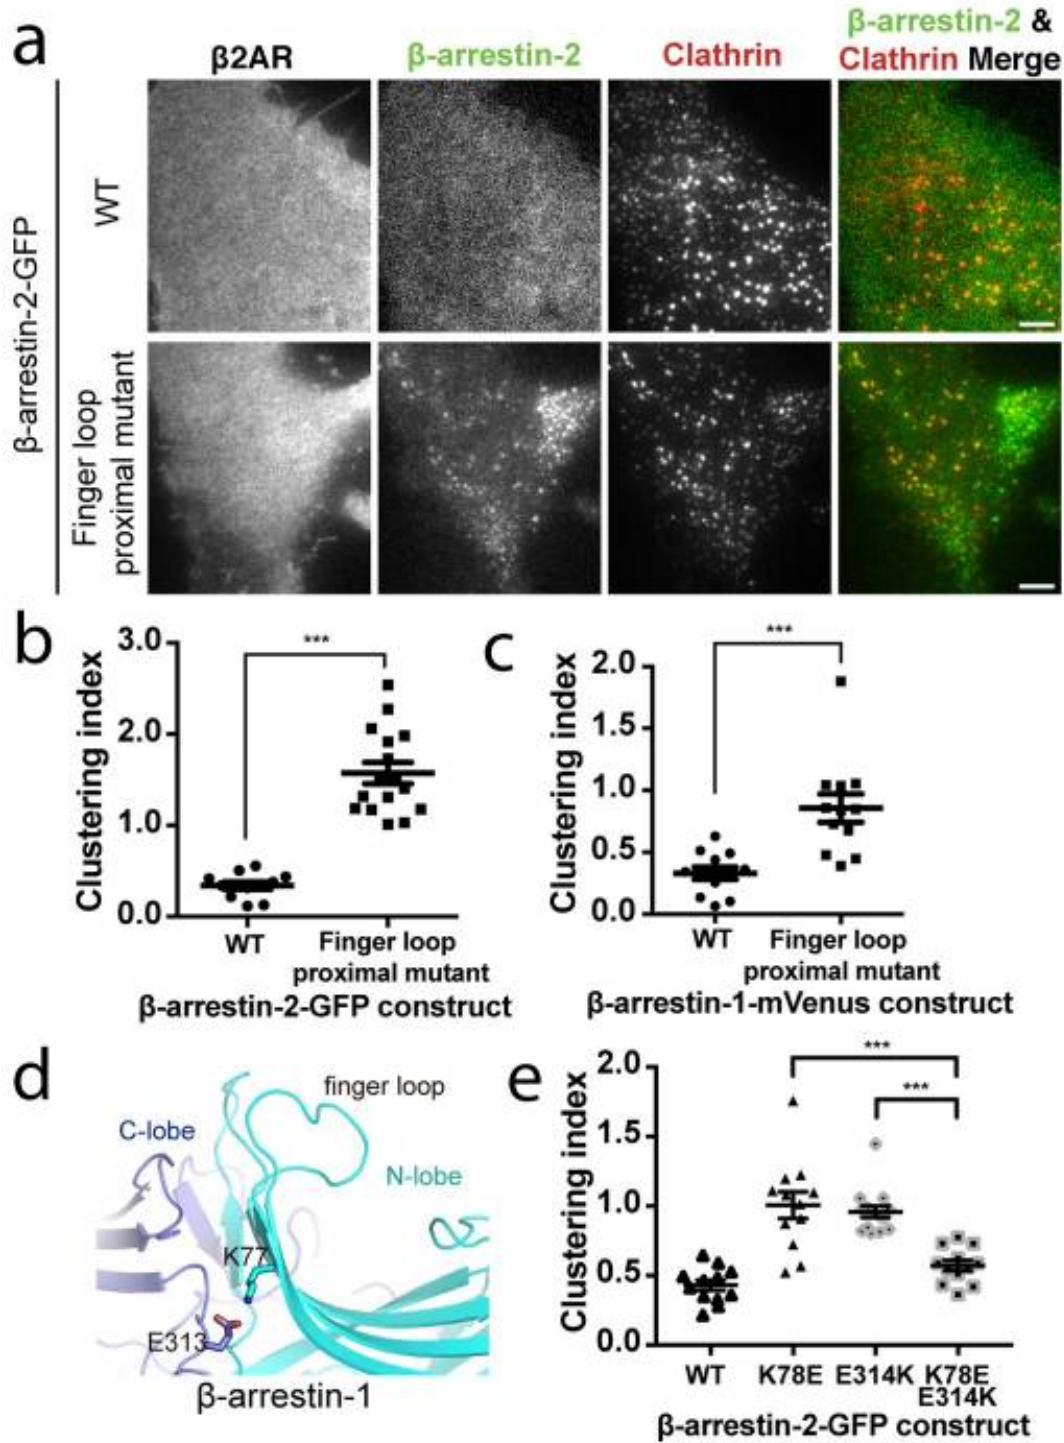 a
β2AR
β-arrestin-2
Clathrin
β-arrestin-2 &
Clathrin Merge
β-arrestin-2-GFP
WT
Finger loop
proximal mutant
b
Clustering index
3.0
2.0
1.0
0.0
***
WT
Finger loop
proximal mutant
β-arrestin-2-GFP construct
c
Clustering index
2.0
1.5
1.0
0.5
0.0
***
WT
Finger loop
proximal mutant
β-arrestin-1-mVenus construct
d
finger loop
C-lobe
N-lobe
K77
E313
β-arrestin-1
e
Clustering index
2.0
1.5
1.0
0.5
0.0
***
***
WT
K78E
E314K
K78E
E314K
β-arrestin-2-GFP construct